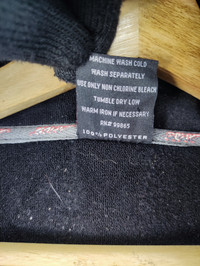 MACHINE WASH COLD
WASH SEPARATELY
USE ONLY NON CHLORINE BLEACH
TUMBLE DRY LOW
WARM IRON IF NECESSARY
RN# 99865
100% POLYESTER